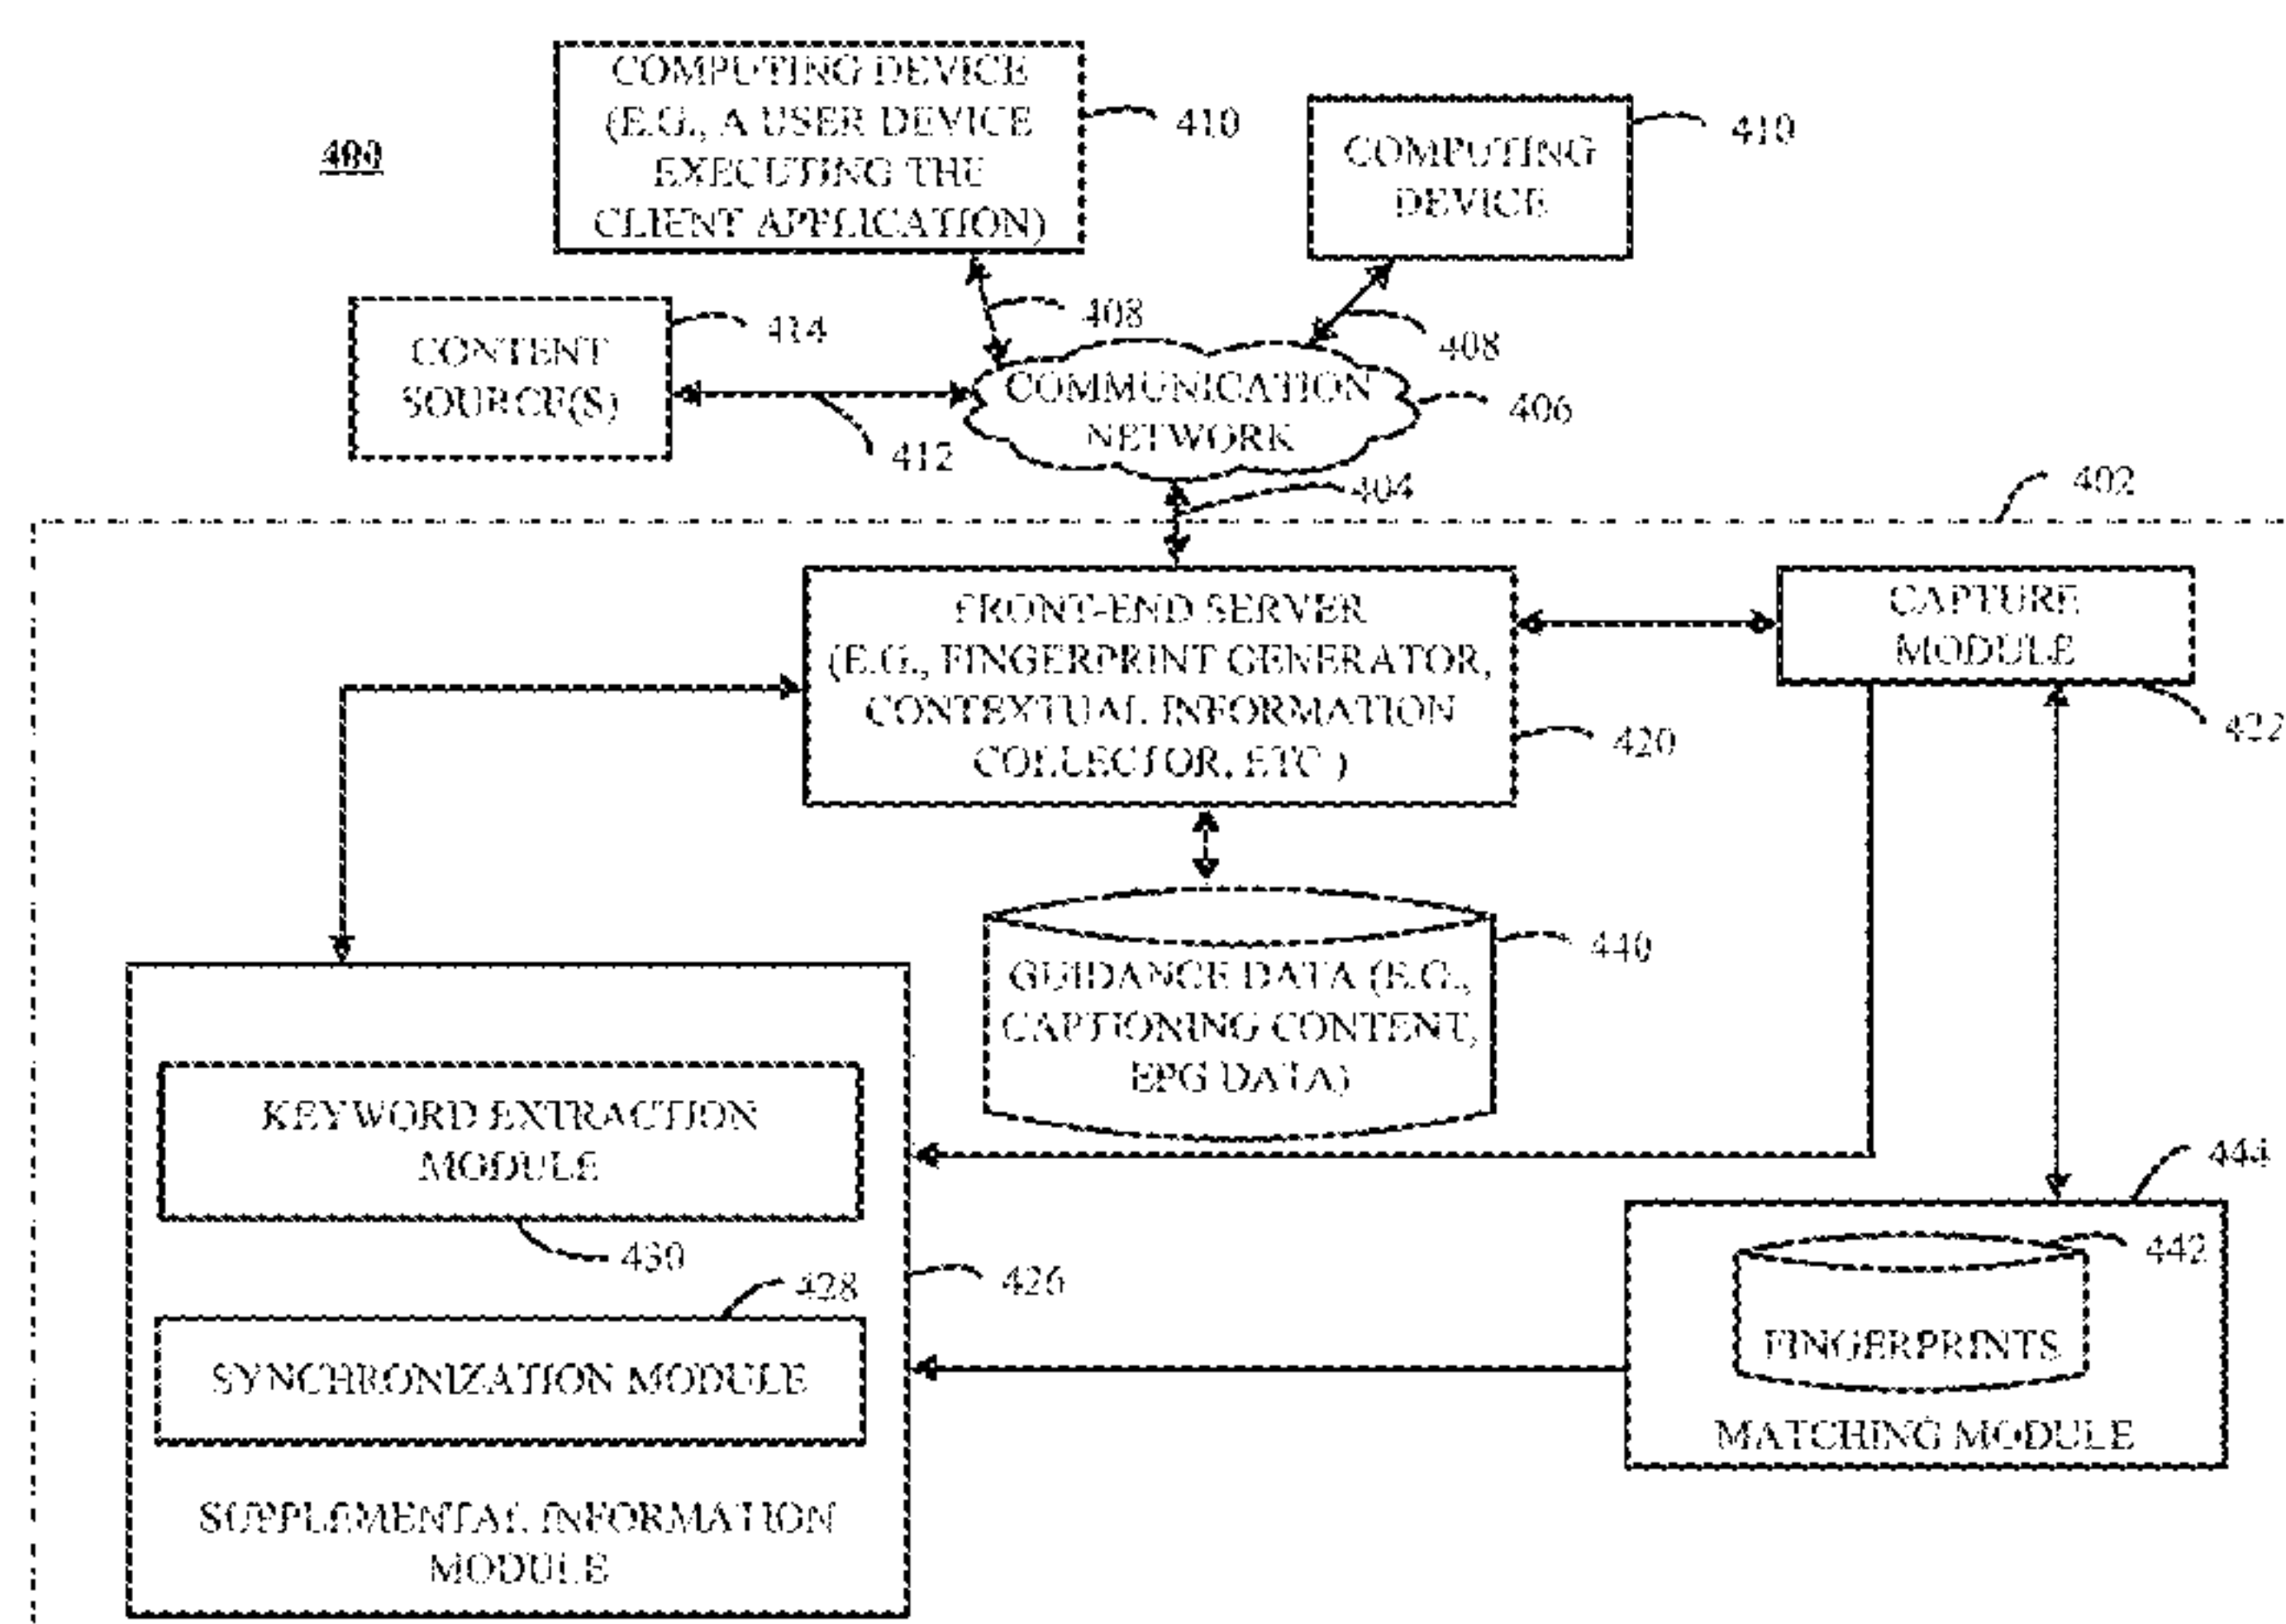 400
COMPUTING DEVICE
(E.G., A USER DEVICE
EXECUTING THE
CLIENT APPLICATION)
410
COMPUTING
DEVICE
410
CONTENT
SOURCE(S)
414
408
408
COMMUNICATION
NETWORK
406
412
404
402
FRONT-END SERVER
(E.G., FINGERPRINT GENERATOR,
CONTEXTUAL INFORMATION
COLLECTOR, ETC.)
420
CAPTURE
MODULE
422
GUIDANCE DATA (E.G.,
CAPTIONING CONTENT,
EPG DATA)
440
KEYWORD EXTRACTION
MODULE
430
428
SYNCHRONIZATION MODULE
426
SUPPLEMENTAL INFORMATION
MODULE
444
442
FINGERPRINTS
MATCHING MODULE